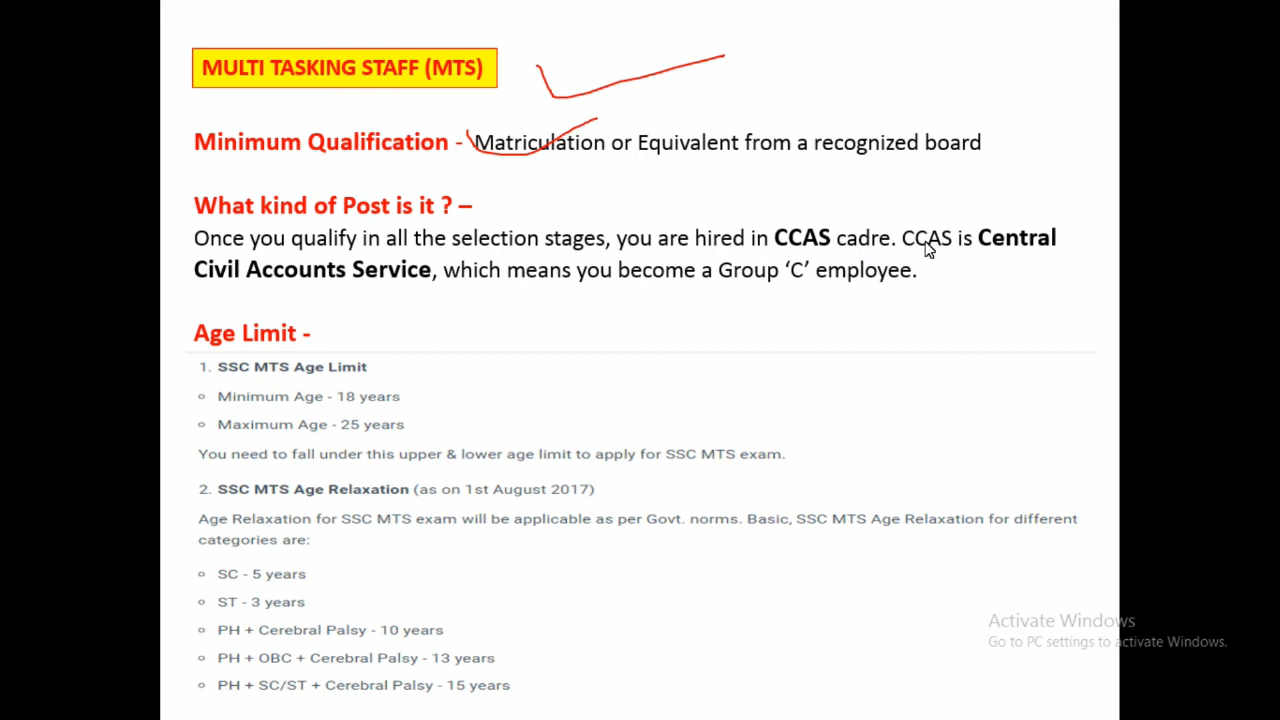 MULTI TASKING STAFF (MTS)
Minimum Qualification - Matriculation or Equivalent from a recognized board
What kind of Post is it ? –
Once you qualify in all the selection stages, you are hired in CCAS cadre. CCAS is Central
Civil Accounts Service, which means you become a Group ‘C’ employee.
Age Limit -
1. SSC MTS Age Limit
Minimum Age - 18 years
Maximum Age - 25 years
You need to fall under this upper & lower age limit to apply for SSC MTS exam.
2. SSC MTS Age Relaxation (as on 1st August 2017)
Age Relaxation for SSC MTS exam will be applicable as per Govt. norms. Basic, SSC MTS Age Relaxation for different
categories are:
SC - 5 years
ST - 3 years
PH + Cerebral Palsy - 10 years
PH + OBC + Cerebral Palsy - 13 years
PH + SC/ST + Cerebral Palsy - 15 years
Activate Windows
Go to PC settings to activate Windows.